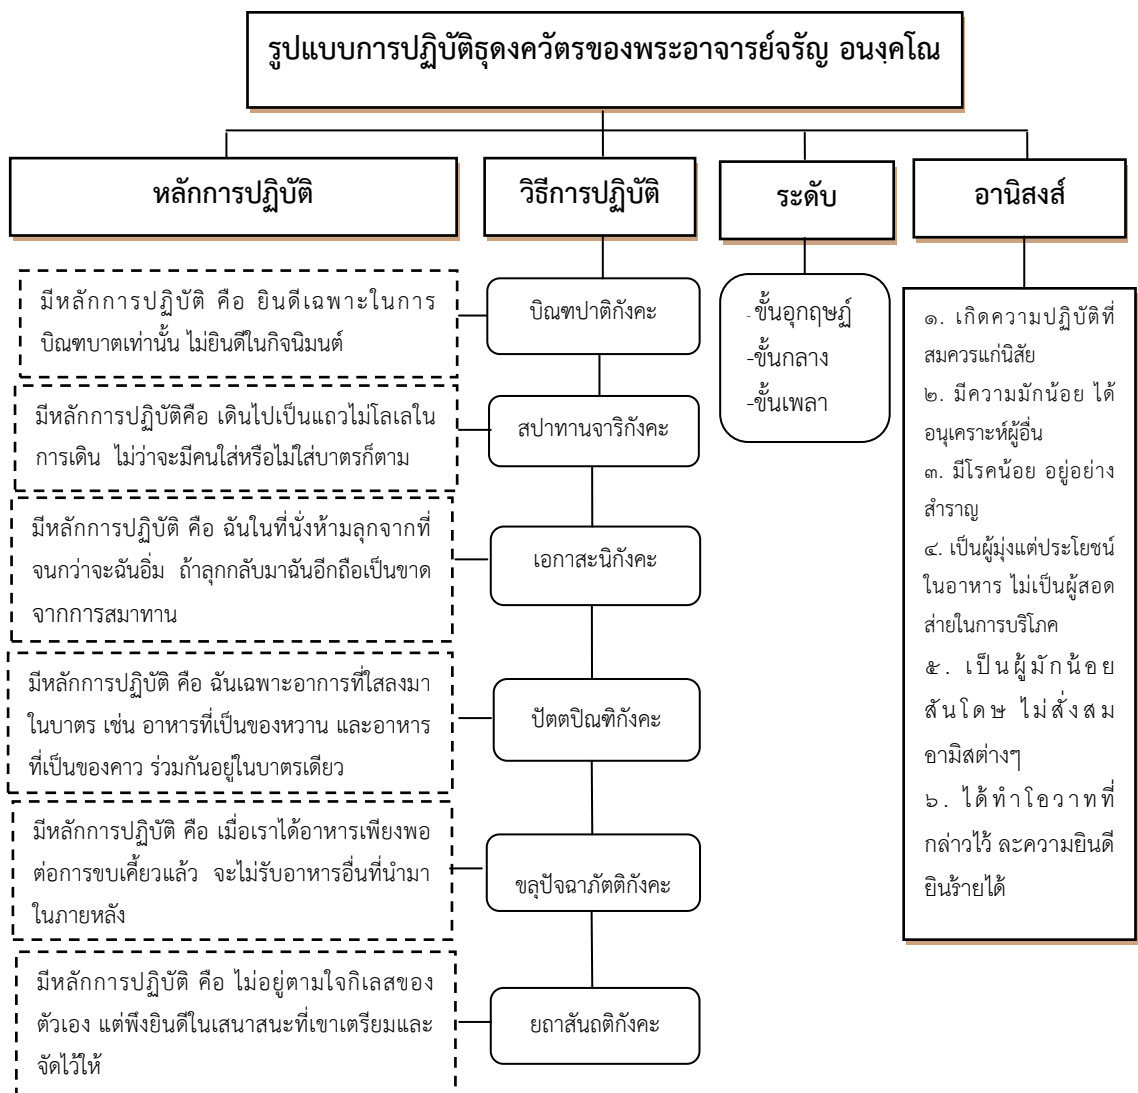 รูปแบบการปฏิบัติธุดงควัตรของพระอาจารย์จรัญ อนงฺคโณ
หลักการปฏิบัติ
วิธีการปฏิบัติ
ระดับ
อานิสงส์
มีหลักการปฏิบัติ คือ ยินดีเฉพาะในการ
บิณฑบาตเท่านั้น ไม่ยินดีในกิจนิมนต์
บิณฑปาติกังคะ
มีหลักการปฏิบัติคือ เดินไปเป็นแถวไม่โลเลใน
การเดิน ไม่ว่าจะมีคนใส่หรือไม่ใส่บาตรก็ตาม
สปาทานจาริกังคะ
มีหลักการปฏิบัติ คือ ฉันในที่นั่งห้ามลุกจากที่
จนกว่าจะฉันอิ่ม ถ้าลุกกลับมาฉันอีกถือเป็นขาด
จากการสมาทาน
เอกาสะนิกังคะ
มีหลักการปฏิบัติ คือ ฉันเฉพาะอาการที่ใสลงมา
ในบาตร เช่น อาหารที่เป็นของหวาน และอาหาร
ที่เป็นของคาว ร่วมกันอยู่ในบาตรเดียว
ปัตตปิณฑิกังคะ
มีหลักการปฏิบัติ คือ เมื่อเราได้อาหารเพียงพอ
ต่อการขบเคี้ยวแล้ว จะไม่รับอาหารอื่นที่นำมา
ในภายหลัง
ขลุปัจฉาภัตติกังคะ
มีหลักการปฏิบัติ คือ ไม่อยู่ตามใจกิเลสของ
ตัวเอง แต่พึงยินดีในเสนาสนะที่เขาเตรียมและ
จัดไว้ให้
ยถาสันถติกังคะ
-ขั้นอุกฤษฏ์
-ขั้นกลาง
-ขั้นเพลา
๑. เกิดความปฏิบัติที่
สมควรแก่นิสัย
๒. มีความมักน้อย ได้
อนุเคราะห์ผู้อื่น
๓. มีโรคน้อย อยู่อย่าง
สำราญ
๔. เป็นผู้มุ่งแต่ประโยชน์
ในอาหาร ไม่เป็นผู้สอด
ส่ายในการบริโภค
๕. เป็นผู้มักน้อย
สันโดษ ไม่สั่งสม
อามิสต่างๆ
๖. ได้ทำโอวาทที่
กล่าวไว้ ละความยินดี
ยินร้ายได้